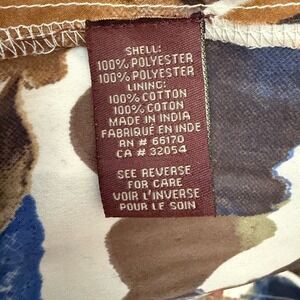 SHELL:
100% POLYESTER
100% POLYESTER
LINING:
100% COTTON
100% COTON
MADE IN INDIA
FABRIQUÉ EN INDE
RN # 66170
CA # 32054
SEE REVERSE
FOR CARE
VOIR L'INVERSE
POUR LE SOIN